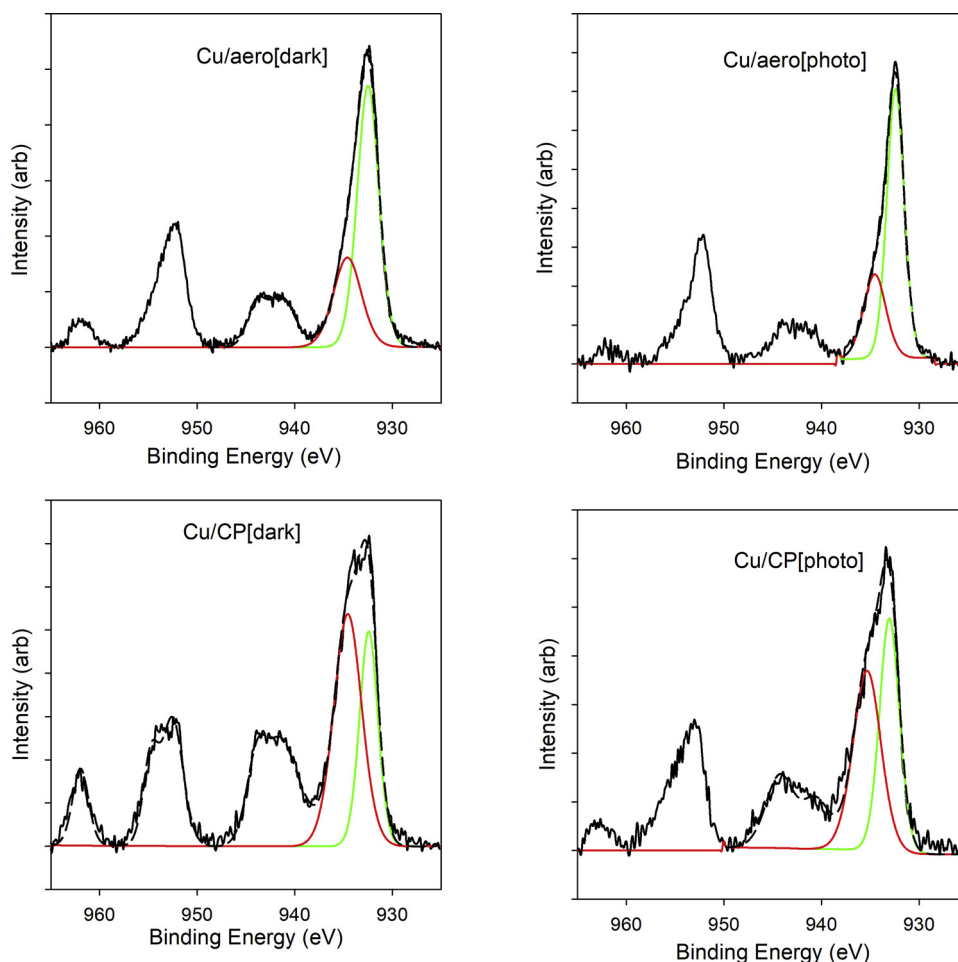 Cu/aero[dark]
Intensity (arb)
960 950 940 930
Binding Energy (eV)
Cu/aero[photo]
Intensity (arb)
960 950 940 930
Binding Energy (eV)
Cu/CP[dark]
Intensity (arb)
960 950 940 930
Binding Energy (eV)
Cu/CP[photo]
Intensity (arb)
960 950 940 930
Binding Energy (eV)